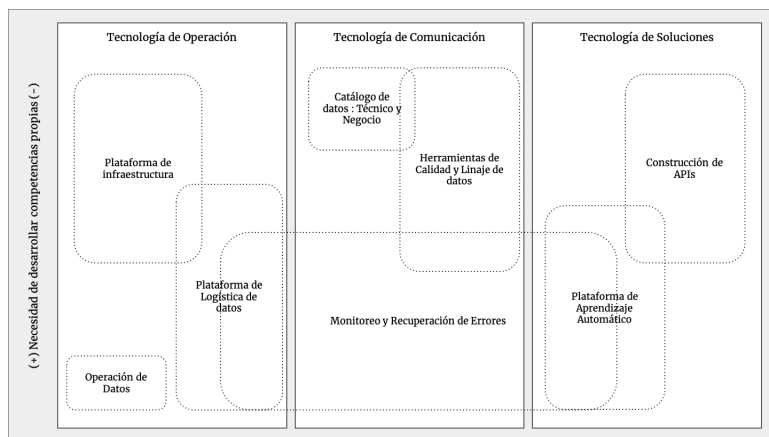 (+) Necesidad de desarrollar competencias propias (-)
Tecnología de Operación
Plataforma de
infraestructura
Plataforma de
Logística de
datos
Operación de
Datos
Tecnología de Comunicación
Catálogo de
datos : Técnico y
Negocio
Herramientas de
Calidad y Linaje de
datos
Monitoreo y Recuperación de Errores
Tecnología de Soluciones
Construcción de
APIs
Plataforma de
Aprendizaje
Automático